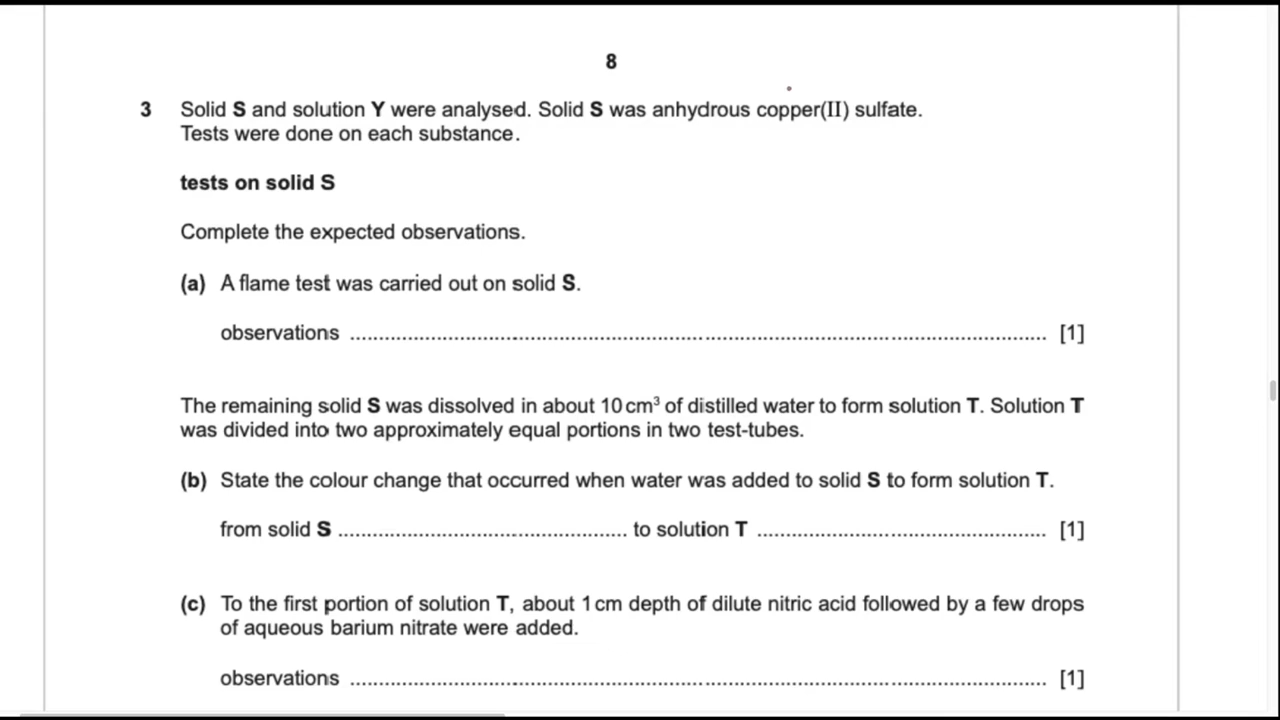 8
3 Solid S and solution Y were analysed. Solid S was anhydrous copper(II) sulfate.
Tests were done on each substance.
tests on solid S
Complete the expected observations.
(a) A flame test was carried out on solid S.
observations .................................................................................................................... [1]
The remaining solid S was dissolved in about 10 cm³ of distilled water to form solution T. Solution T
was divided into two approximately equal portions in two test-tubes.
(b) State the colour change that occurred when water was added to solid S to form solution T.
from solid S ................................................ to solution T ................................................ [1]
(c) To the first portion of solution T, about 1 cm depth of dilute nitric acid followed by a few drops
of aqueous barium nitrate were added.
observations .................................................................................................................... [1]